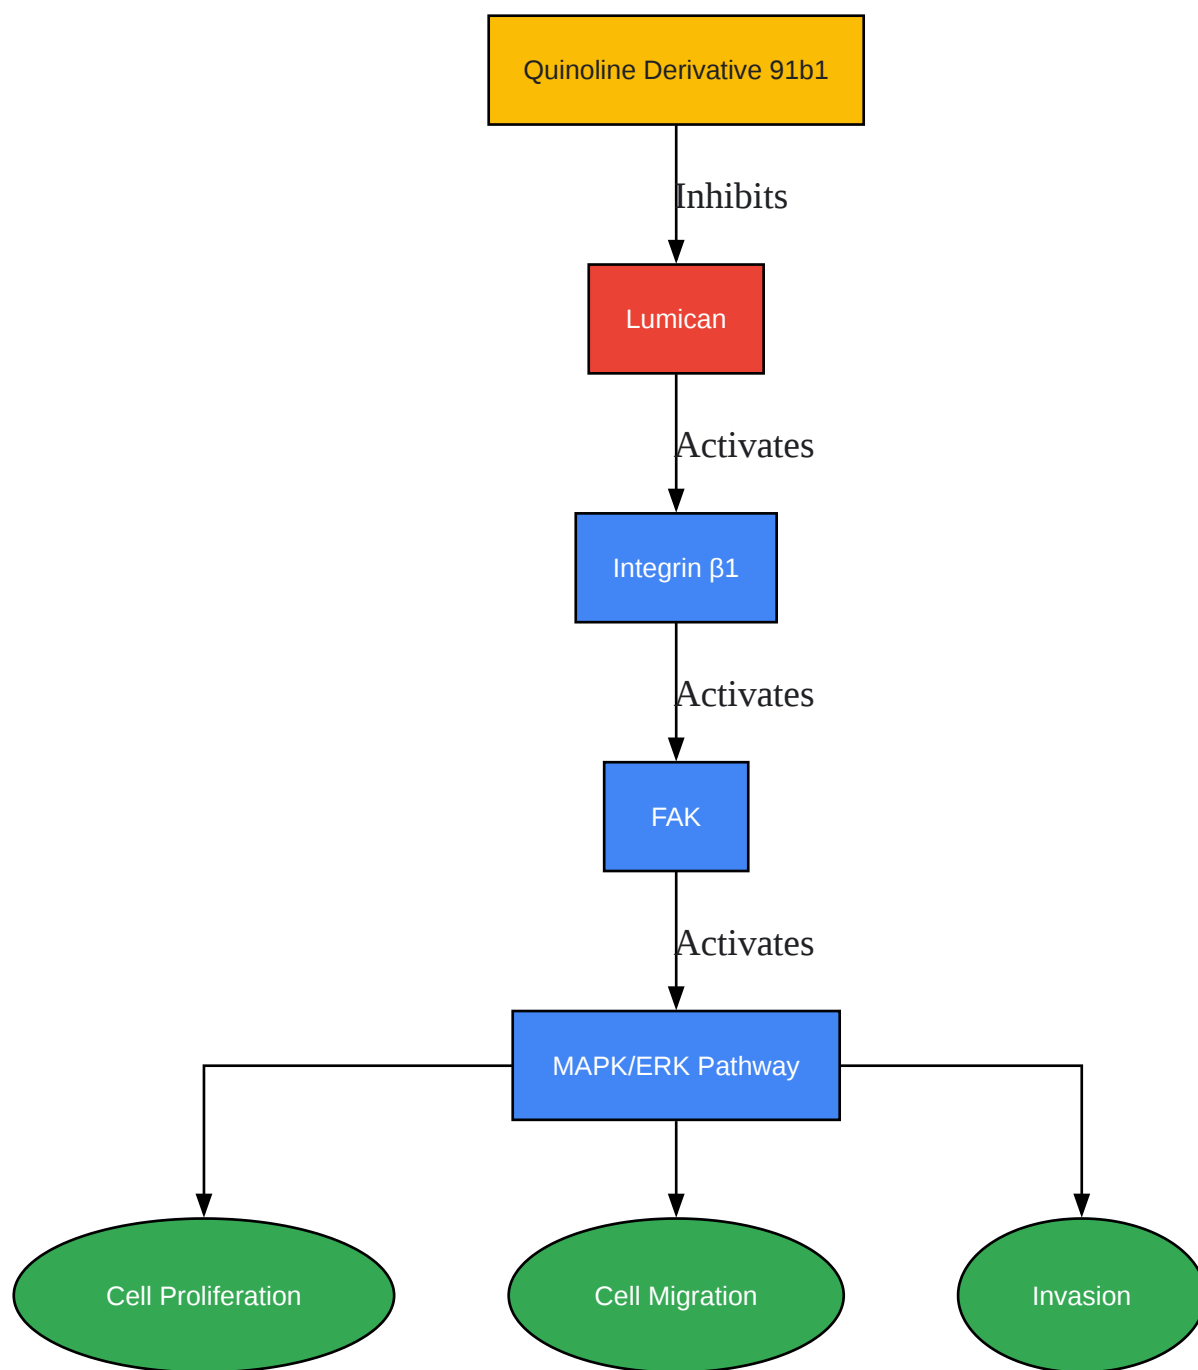 Quinoline Derivative 91b1
Inhibits
Lumican
Activates
Integrin β1
Activates
FAK
Activates
MAPK/ERK Pathway
Cell Proliferation
Cell Migration
Invasion